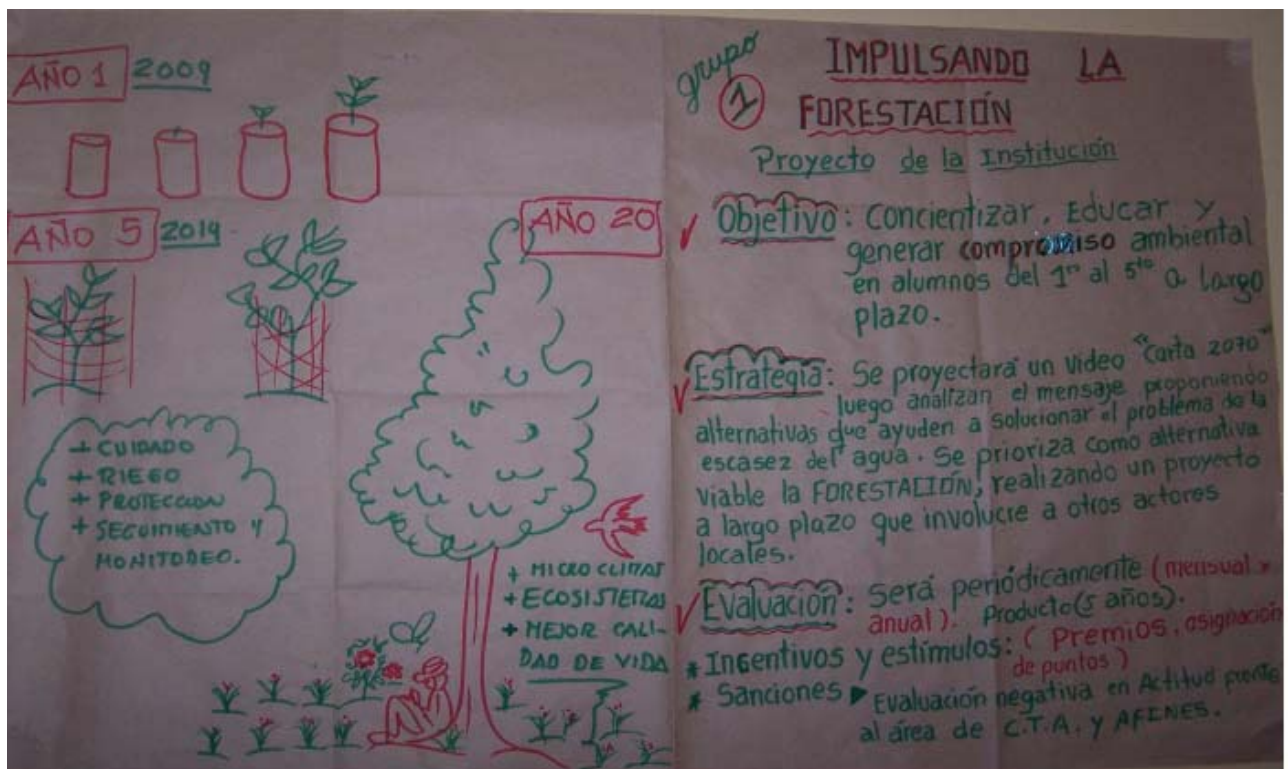 AÑO 1 2009
AÑO 5 2014
AÑO 20
+ CUIDADO
+ RIEGO
+ PROTECCION
+ SEGUIMIENTO Y
MONITOREO.
+ MICRO CLIMAS
+ ECOSISTEMAS
+ MEJOR CALI-
DAD DE VIDA
grupo
1
IMPULSANDO LA
FORESTACIÓN
Proyecto de la Institución
Objetivo: Concientizar, Educar y
generar compromiso ambiental
en alumnos del 1ro al 5to a largo
plazo.
Estrategia: Se proyectará un video "Carta 2070"
luego analizan el mensaje proponiendo
alternativas que ayuden a solucionar el problema de la
escasez del agua. Se prioriza como alternativa
viable la FORESTACIÓN, realizando un proyecto
a largo plazo que involucre a otros actores
locales.
Evaluación: Será periódicamente (mensual y
anual). Producto (5 años).
* Incentivos y estímulos: (Premios, asignación
de puntos)
* Sanciones ▶ Evaluación negativa en Actitud frente
al área de C.T.A. y AFINES.